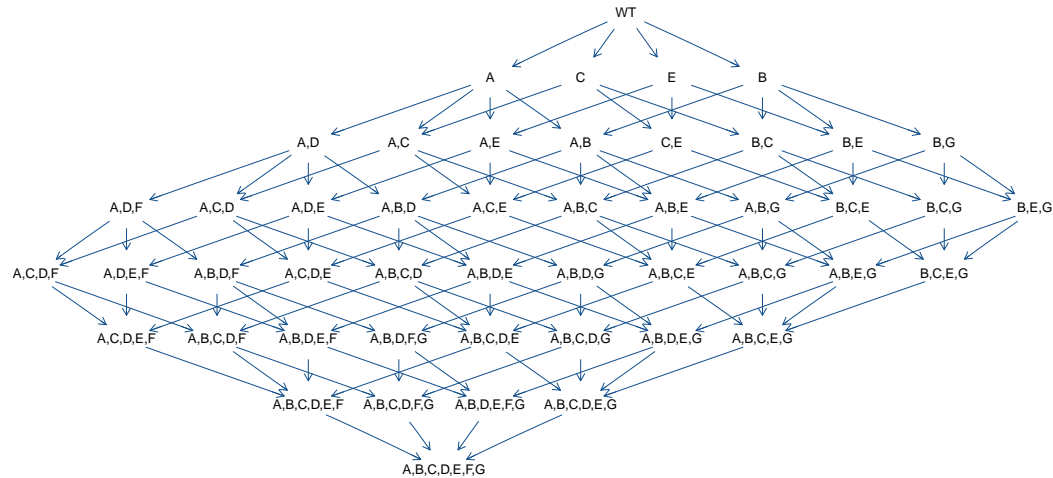 WT
A C E B
A,D A,C A,E A,B C,E B,C B,E B,G
A,D,F A,C,D A,D,E A,B,D A,C,E A,B,C A,B,E A,B,G B,C,E B,C,G B,E,G
A,C,D,F A,D,E,F A,B,D,F A,C,D,E A,B,C,D A,B,D,E A,B,D,G A,B,C,E A,B,C,G A,B,E,G B,C,E,G
A,C,D,E,F A,B,C,D,F A,B,D,E,F A,B,D,F,G A,B,C,D,E A,B,C,D,G A,B,D,E,G A,B,C,E,G
A,B,C,D,E,F A,B,C,D,F,G A,B,D,E,F,G A,B,C,D,E,G
A,B,C,D,E,F,G